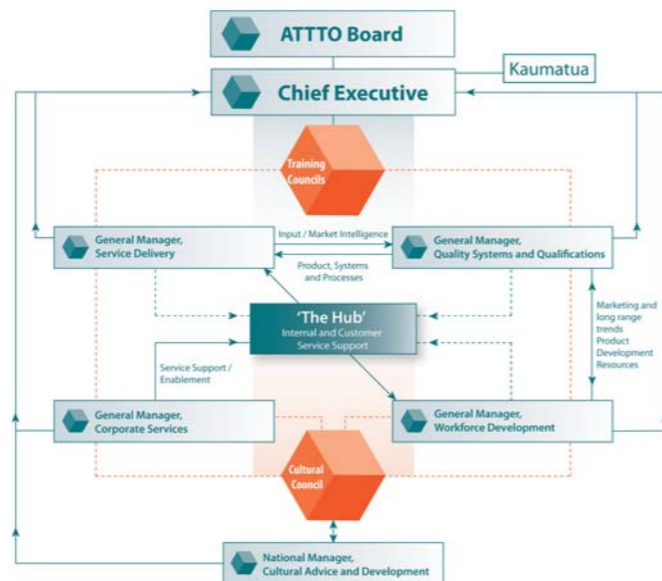 ATTTO Board
Kaumatua
Chief Executive
Training
Councils
General Manager,
Service Delivery
Input / Market Intelligence
General Manager,
Quality Systems and Qualifications
Product, Systems
and Processes
'The Hub'
Internal and Customer
Service Support
Marketing and
long range
trends
Product
Development
Resources
Service Support /
Enablement
General Manager,
Corporate Services
General Manager,
Workforce Development
Cultural
Council
National Manager,
Cultural Advice and Development